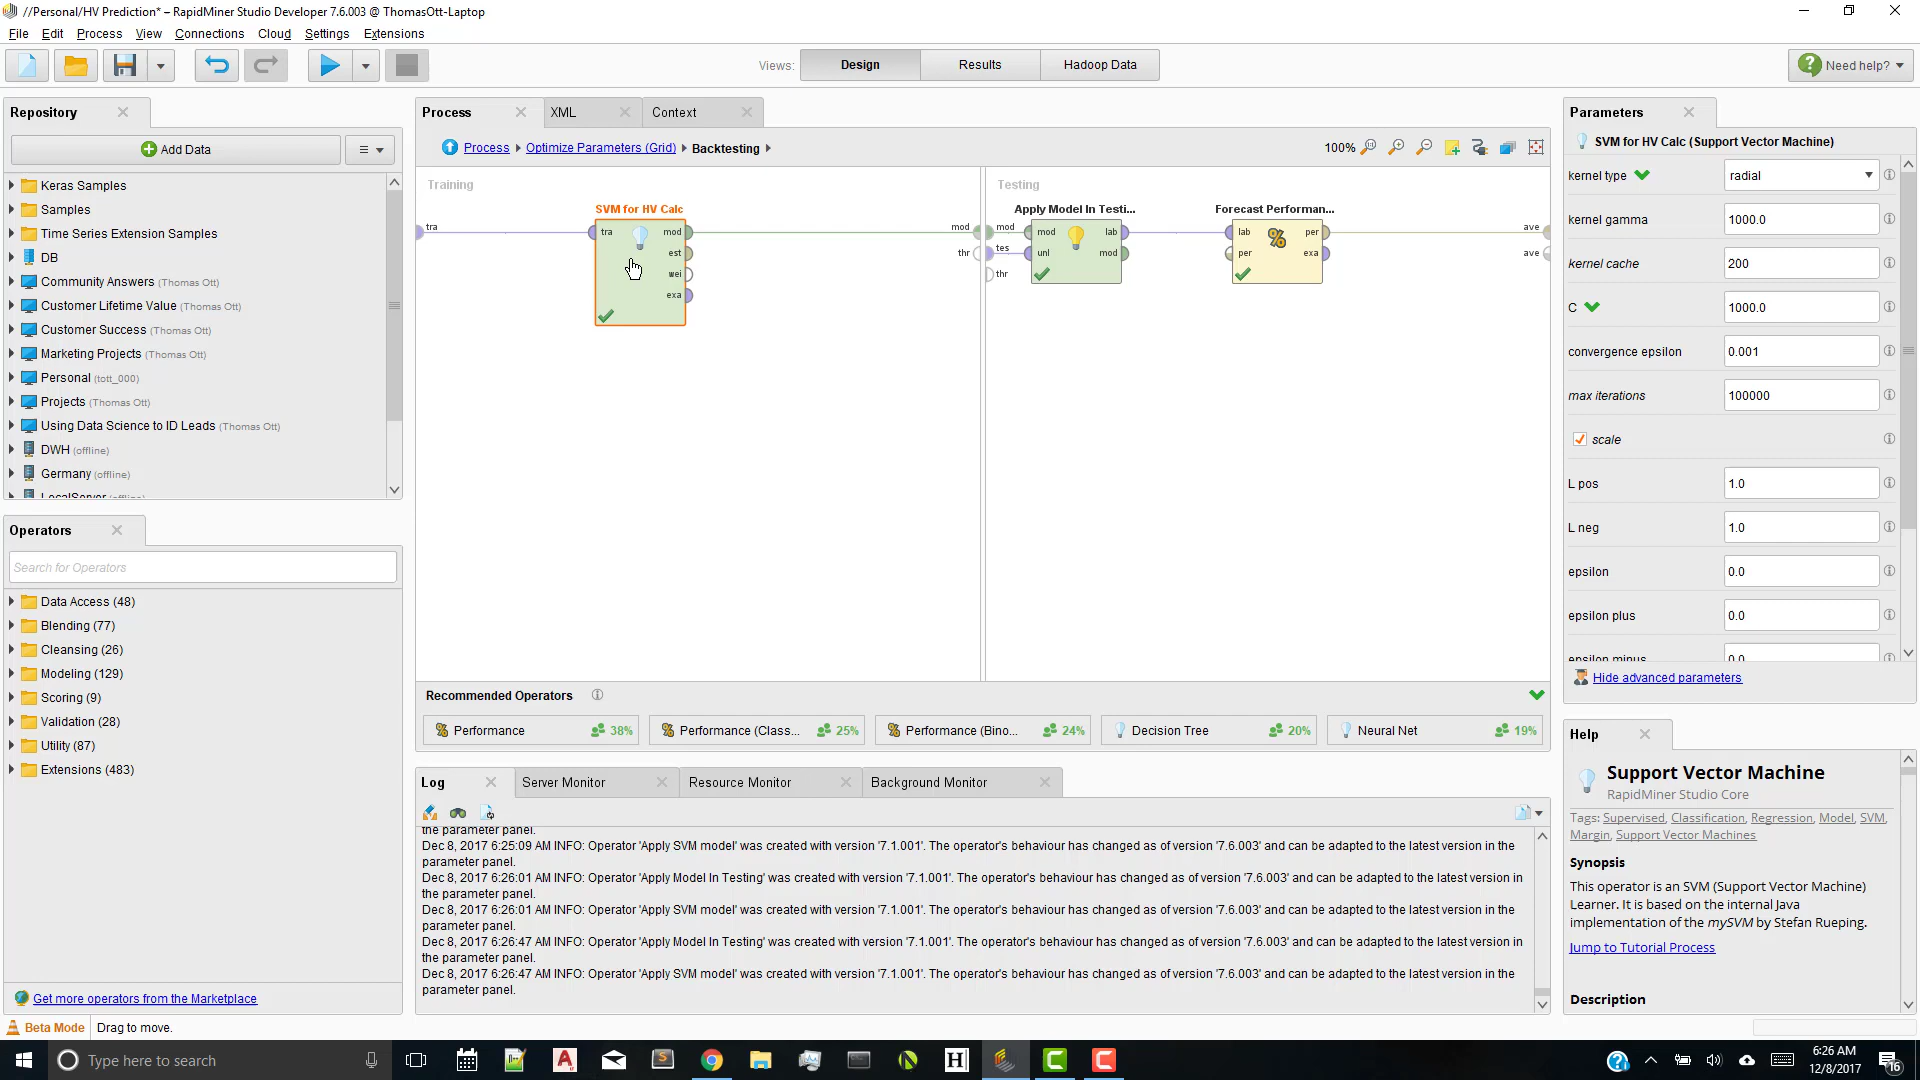 //Personal/HV Prediction* – RapidMiner Studio Developer 7.6.003 @ ThomasOtt-Laptop
File Edit Process View Connections Cloud Settings Extensions
Views: Design Results Hadoop Data Need help?
Repository
Add Data
Keras Samples
Samples
Time Series Extension Samples
DB
Community Answers (Thomas Ott)
Customer Lifetime Value (Thomas Ott)
Customer Success (Thomas Ott)
Marketing Projects (Thomas Ott)
Personal (tott_000)
Projects (Thomas Ott)
Using Data Science to ID Leads (Thomas Ott)
DWH (offline)
Germany (offline)
LocalServer (offline)
Operators
Search for Operators
Data Access (48)
Blending (77)
Cleansing (26)
Modeling (129)
Scoring (9)
Validation (28)
Utility (87)
Extensions (483)
Get more operators from the Marketplace
Beta Mode Drag to move.
Process XML Context
Process Optimize Parameters (Grid) Backtesting 100%
Training Testing
SVM for HV Calc Apply Model In Testi... Forecast Performan...
tra tra mod mod mod mod lab lab per ave
est thr tes unl mod per exa ave
wei thr
exa
Recommended Operators
Performance 38% Performance (Class... 25% Performance (Bino... 24% Decision Tree 20% Neural Net 19%
Log Server Monitor Resource Monitor Background Monitor
the parameter panel.
Dec 8, 2017 6:25:09 AM INFO: Operator 'Apply SVM model' was created with version '7.1.001'. The operator's behaviour has changed as of version '7.6.003' and can be adapted to the latest version in the
parameter panel.
Dec 8, 2017 6:26:01 AM INFO: Operator 'Apply Model In Testing' was created with version '7.1.001'. The operator's behaviour has changed as of version '7.6.003' and can be adapted to the latest version in
the parameter panel.
Dec 8, 2017 6:26:01 AM INFO: Operator 'Apply SVM model' was created with version '7.1.001'. The operator's behaviour has changed as of version '7.6.003' and can be adapted to the latest version in the
parameter panel.
Dec 8, 2017 6:26:47 AM INFO: Operator 'Apply Model In Testing' was created with version '7.1.001'. The operator's behaviour has changed as of version '7.6.003' and can be adapted to the latest version in
the parameter panel.
Dec 8, 2017 6:26:47 AM INFO: Operator 'Apply SVM model' was created with version '7.1.001'. The operator's behaviour has changed as of version '7.6.003' and can be adapted to the latest version in the
parameter panel.
Parameters
SVM for HV Calc (Support Vector Machine)
kernel type radial
kernel gamma 1000.0
kernel cache 200
C 1000.0
convergence epsilon 0.001
max iterations 100000
scale
L pos 1.0
L neg 1.0
epsilon 0.0
epsilon plus 0.0
epsilon minus 0.0
Hide advanced parameters
Help
Support Vector Machine
RapidMiner Studio Core
Tags: Supervised, Classification, Regression, Model, SVM,
Margin, Support Vector Machines
Synopsis
This operator is an SVM (Support Vector Machine)
Learner. It is based on the internal Java
implementation of the mySVM by Stefan Rueping.
Jump to Tutorial Process
Description
Type here to search
H
6:26 AM
12/8/2017
16